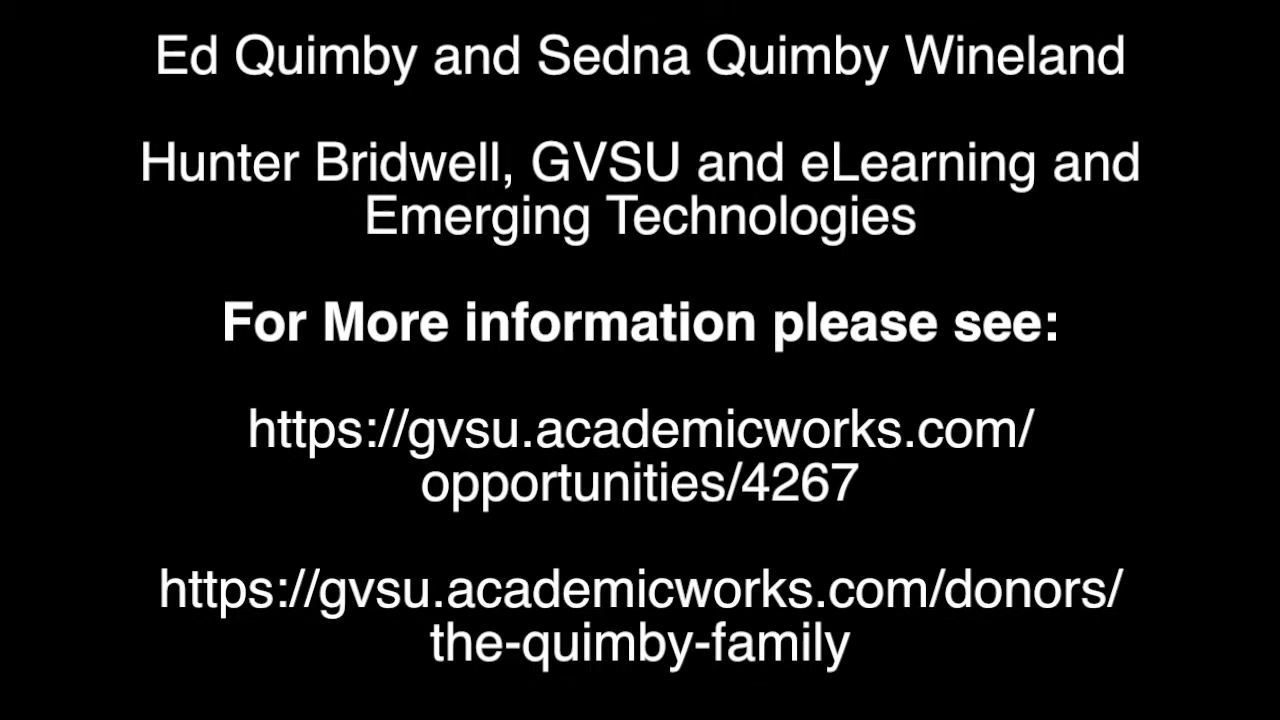 Ed Quimby and Sedna Quimby Wineland
Hunter Bridwell, GVSU and eLearning and
Emerging Technologies
For More information please see:
https://gvsu.academicworks.com/
opportunities/4267
https://gvsu.academicworks.com/donors/
the-quimby-family